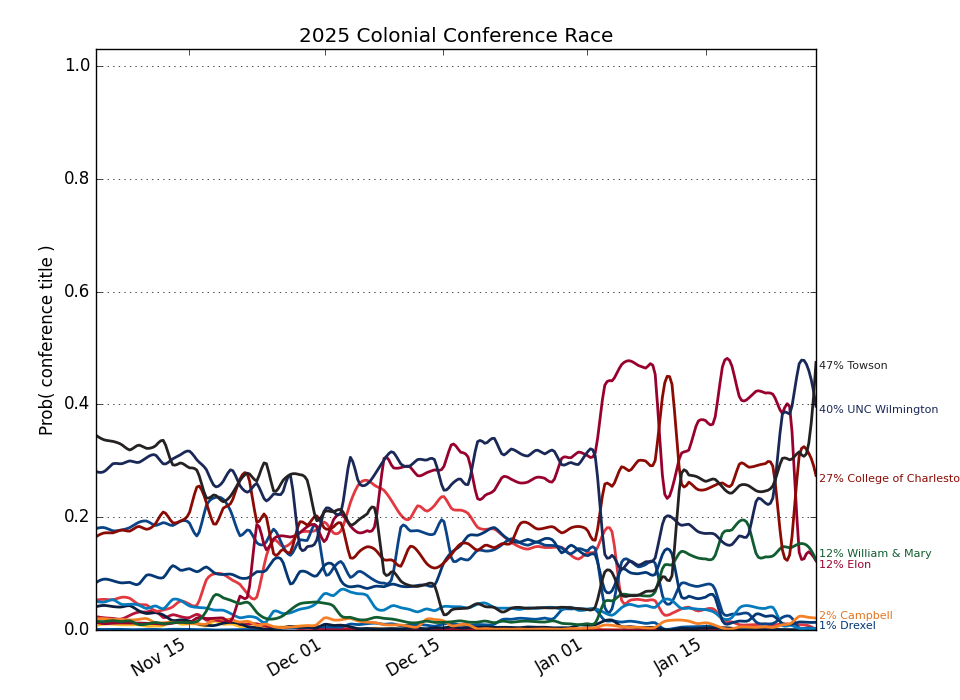 2025 Colonial Conference Race
Prob( conference title )
1.0
0.8
0.6
0.4
0.2
0.0
Nov 15
Dec 01
Dec 15
Jan 01
Jan 15
47% Towson
40% UNC Wilmington
27% College of Charlesto
12% William & Mary
12% Elon
2% Campbell
1% Drexel